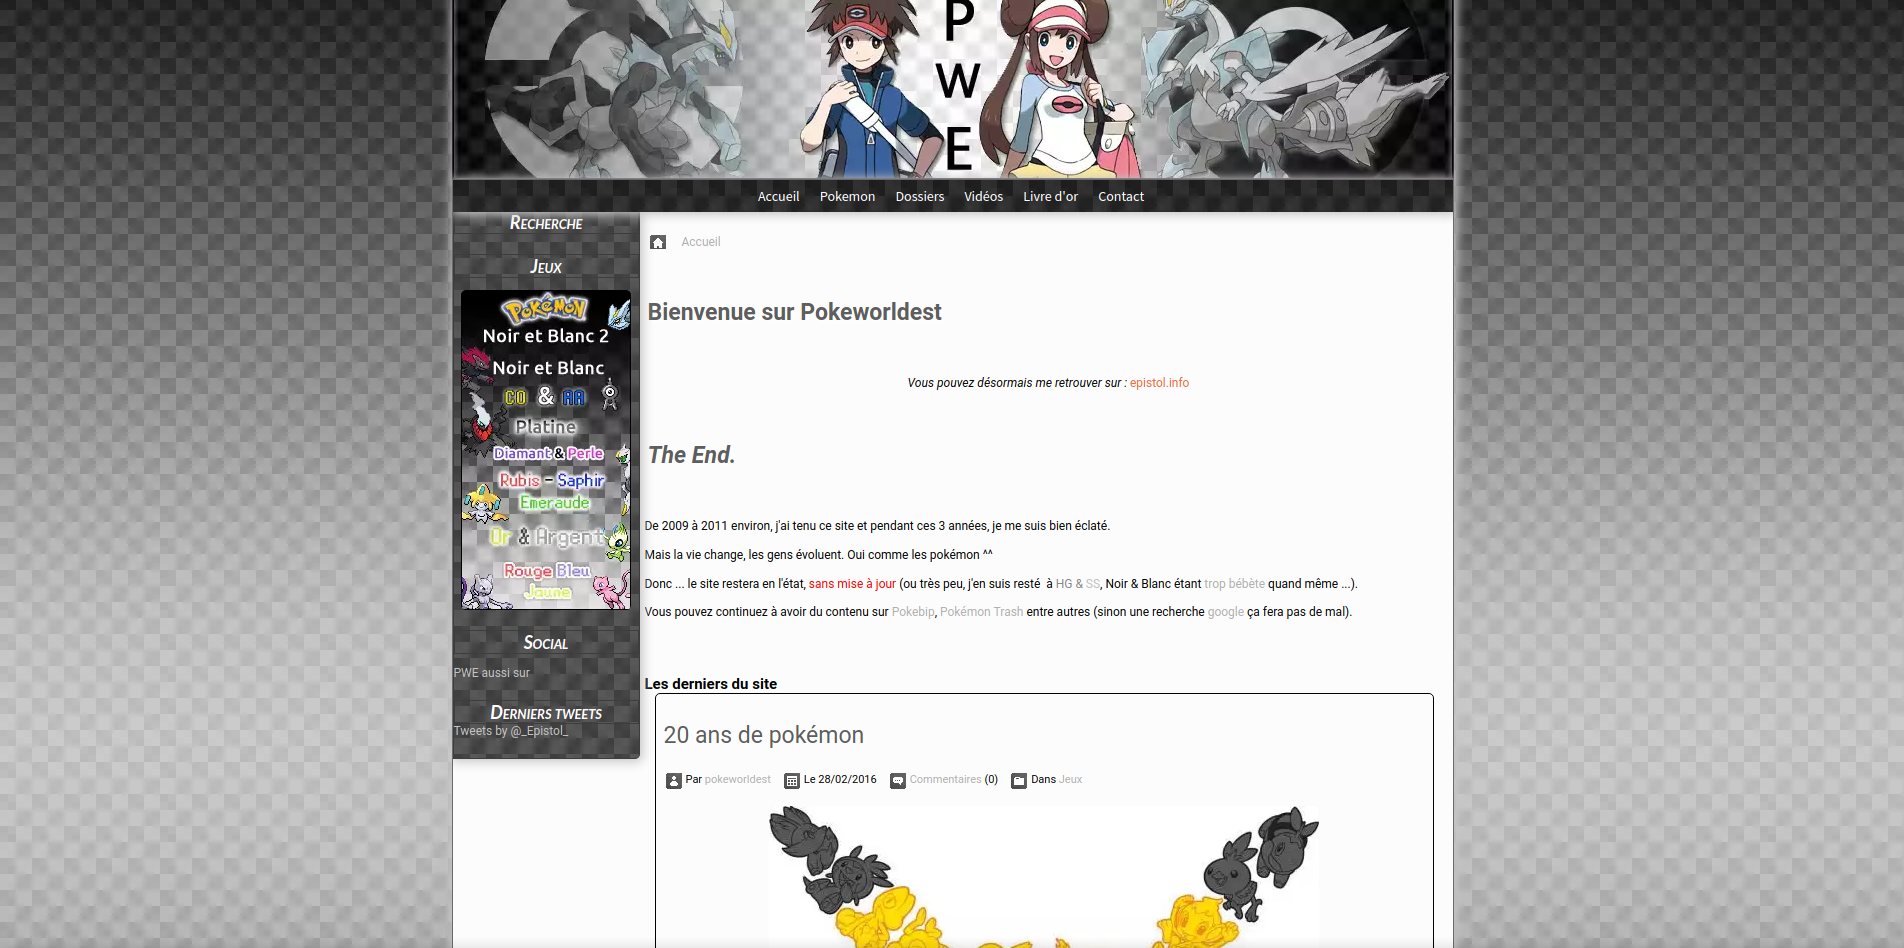 P
W
E
Accueil Pokemon Dossiers Vidéos Livre d'or Contact
Recherche
Jeux
POKéMON
Noir et Blanc 2
Noir et Blanc
CO & AA
Platine
Diamant & Perle
Rubis - Saphir
Emeraude
Or & Argent
Rouge Bleu
Jaune
Social
PWE aussi sur
Derniers tweets
Tweets by @_Epistol_
Accueil
Bienvenue sur Pokeworldest
Vous pouvez désormais me retrouver sur : epistol.info
The End.
De 2009 à 2011 environ, j'ai tenu ce site et pendant ces 3 années, je me suis bien éclaté.
Mais la vie change, les gens évoluent. Oui comme les pokémon ^^
Donc ... le site restera en l'état, sans mise à jour (ou très peu, j'en suis resté  à HG & SS, Noir & Blanc étant trop bébète quand même ...).
Vous pouvez continuez à avoir du contenu sur Pokebip, Pokémon Trash entre autres (sinon une recherche google ça fera pas de mal).
Les derniers du site
20 ans de pokémon
Par pokeworldest Le 28/02/2016 Commentaires (0) Dans Jeux